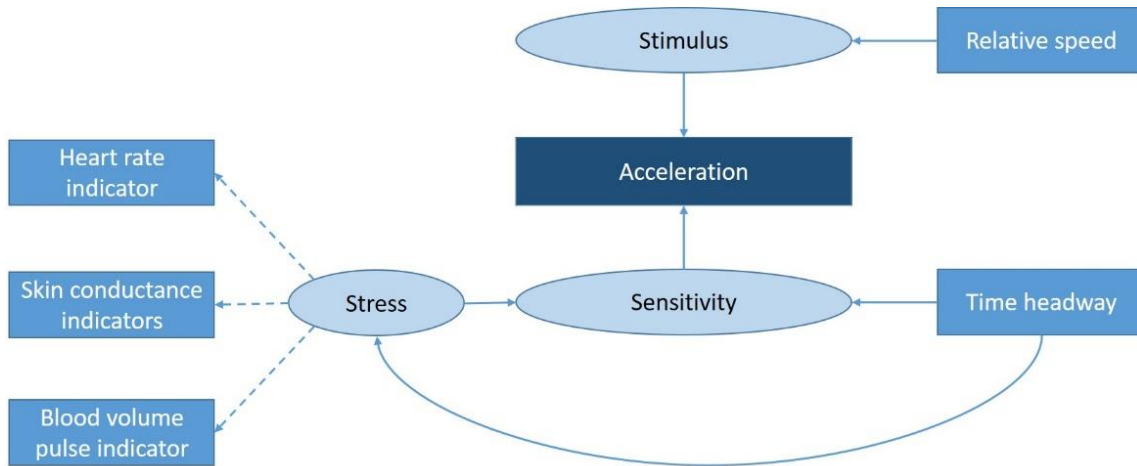 Stimulus
Relative speed
Heart rate
indicator
Acceleration
Skin conductance
indicators
Stress
Sensitivity
Time headway
Blood volume
pulse indicator